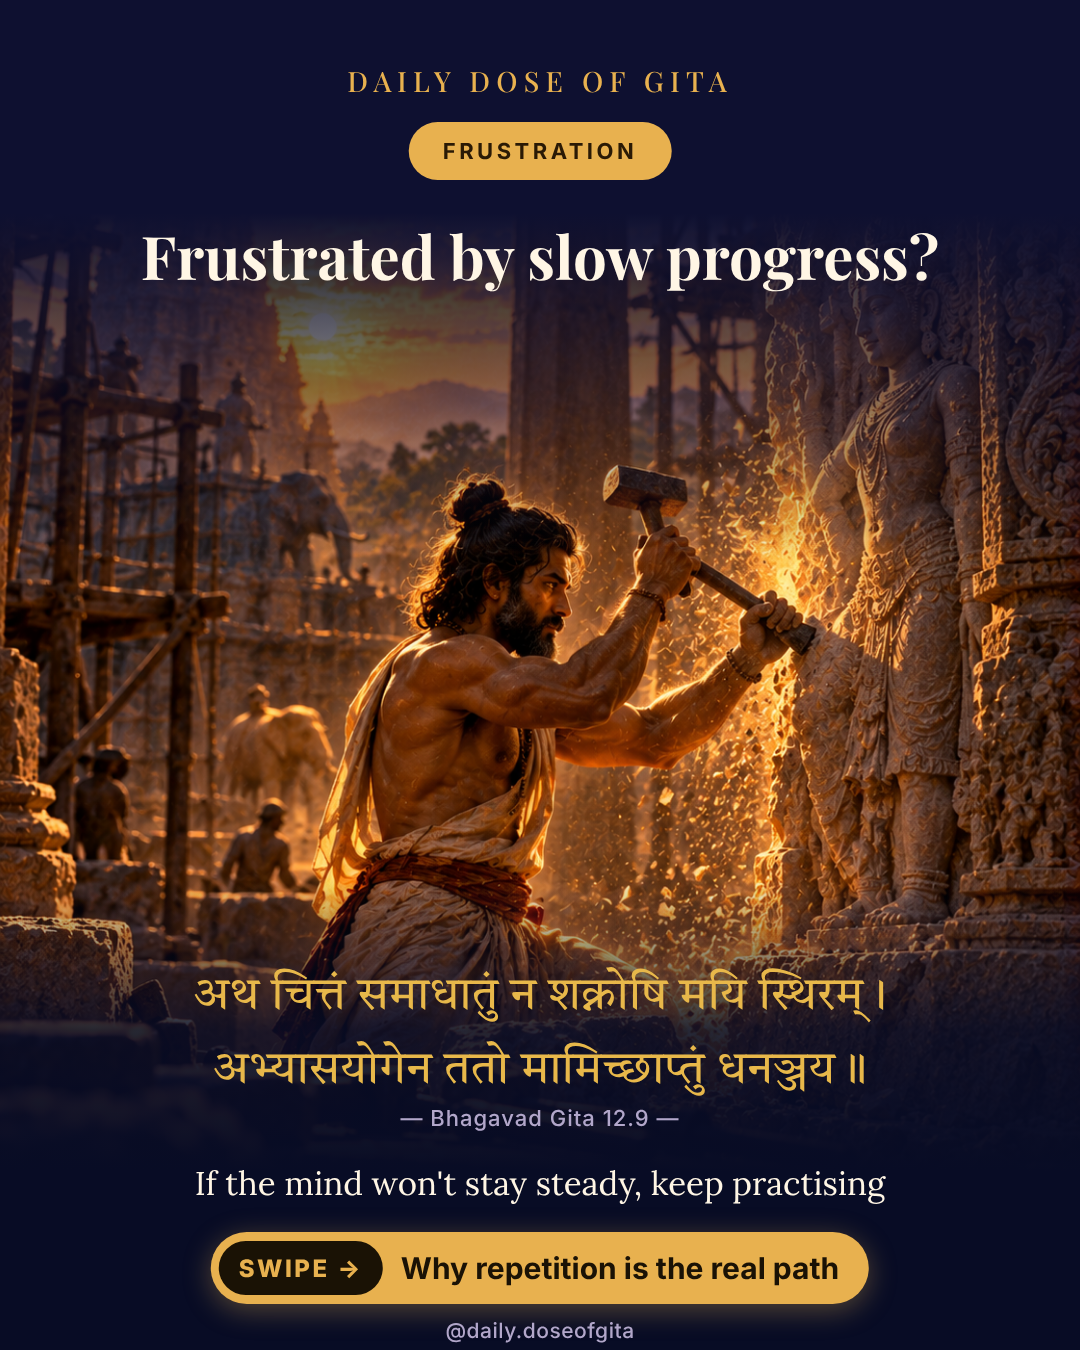 DAILY DOSE OF GITA
FRUSTRATION
Frustrated by slow progress?
अथ चित्तं समाधातुं न शक्नोषि मयि स्थिरम् ।
अभ्यासयोगेन ततो मामिच्छाप्तुं धनञ्जय ॥
— Bhagavad Gita 12.9 —
If the mind won't stay steady, keep practising
SWIPE → Why repetition is the real path
@daily.doseofgita